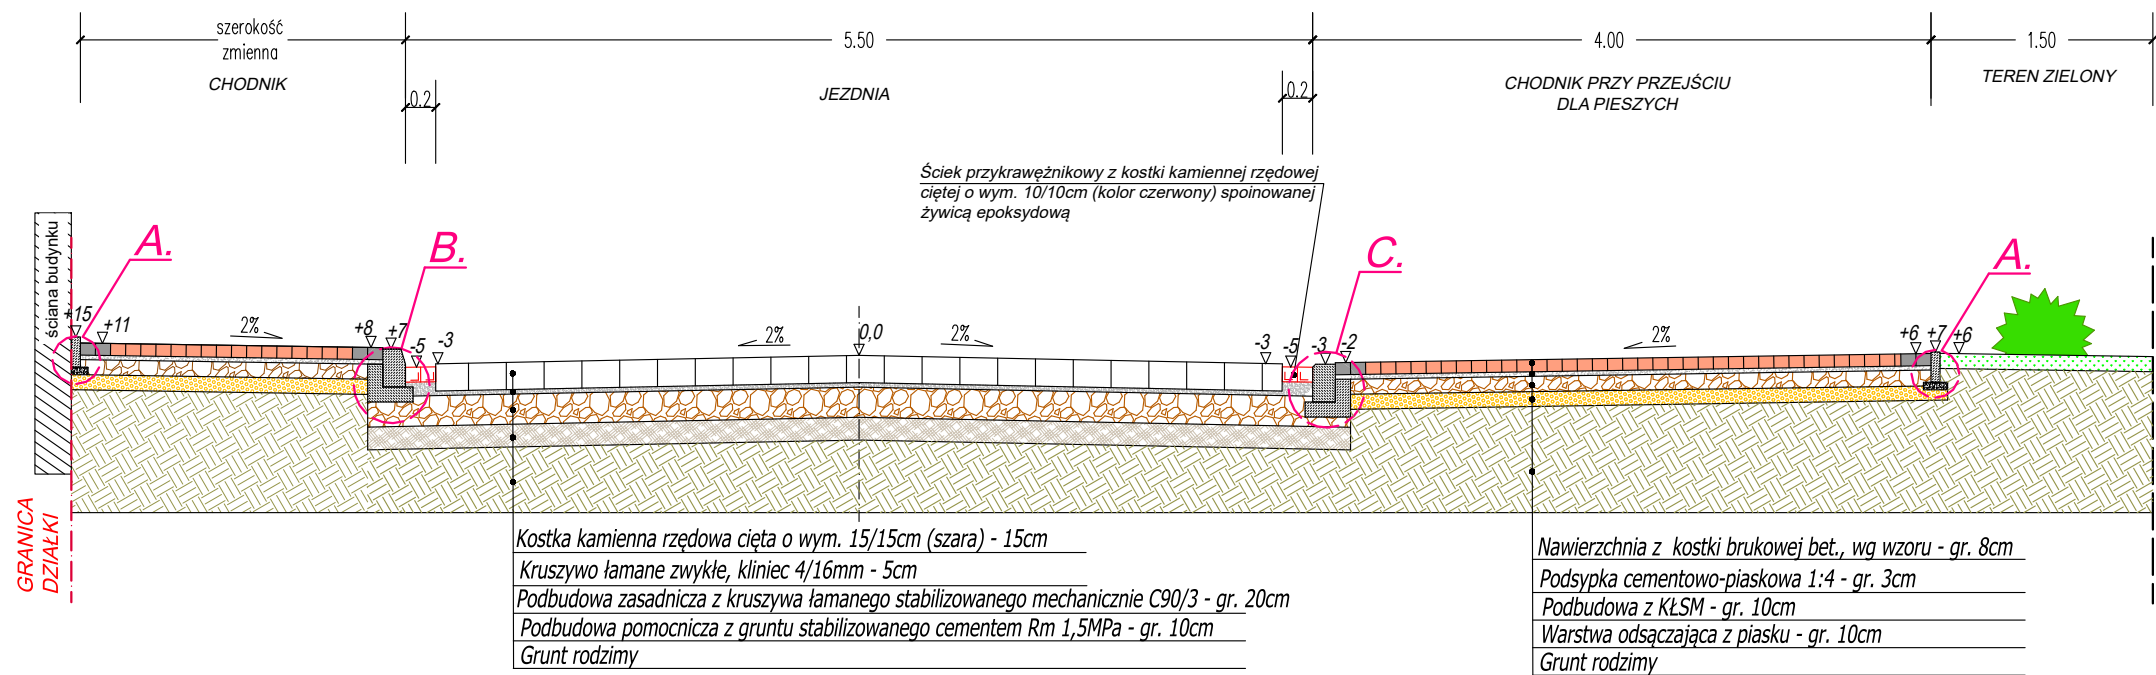 szerokość
zmienna
CHODNIK
5.50
JEZDNIA
0.2
0.2
4.00
CHODNIK PRZY PRZEJŚCIU
DLA PIESZYCH
1.50
TEREN ZIELONY
Ściek przykrawężnikowy z kostki kamiennej rzędowej
ciętej o wym. 10/10cm (kolor czerwony) spoinowanej
żywicą epoksydową
ściana budynku
A.
B.
C.
A.
+15
+11
2%
+8
+7
-5
-3
2%
0,0
2%
-3
-5
-3
-2
2%
+6
+7
+6
GRANICA
DZIAŁKI
Kostka kamienna rzędowa cięta o wym. 15/15cm (szara) - 15cm
Kruszywo łamane zwykłe, kliniec 4/16mm - 5cm
Podbudowa zasadnicza z kruszywa łamanego stabilizowanego mechanicznie C90/3 - gr. 20cm
Podbudowa pomocnicza z gruntu stabilizowanego cementem Rm 1,5MPa - gr. 10cm
Grunt rodzimy
Nawierzchnia z kostki brukowej bet., wg wzoru - gr. 8cm
Podsypka cementowo-piaskowa 1:4 - gr. 3cm
Podbudowa z KŁSM - gr. 10cm
Warstwa odsączająca z piasku - gr. 10cm
Grunt rodzimy